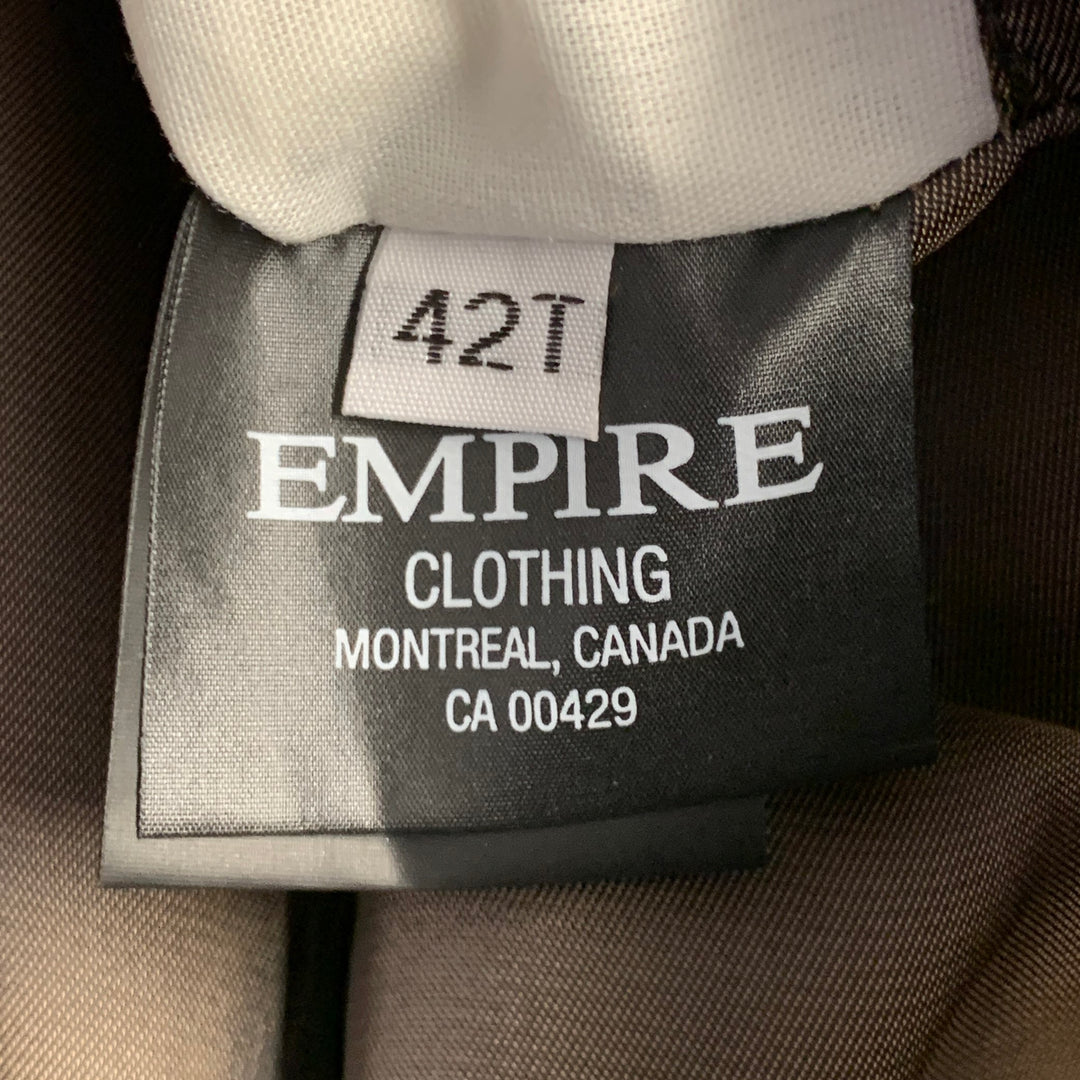 42T
EMPIRE
CLOTHING
MONTREAL, CANADA
CA 00429